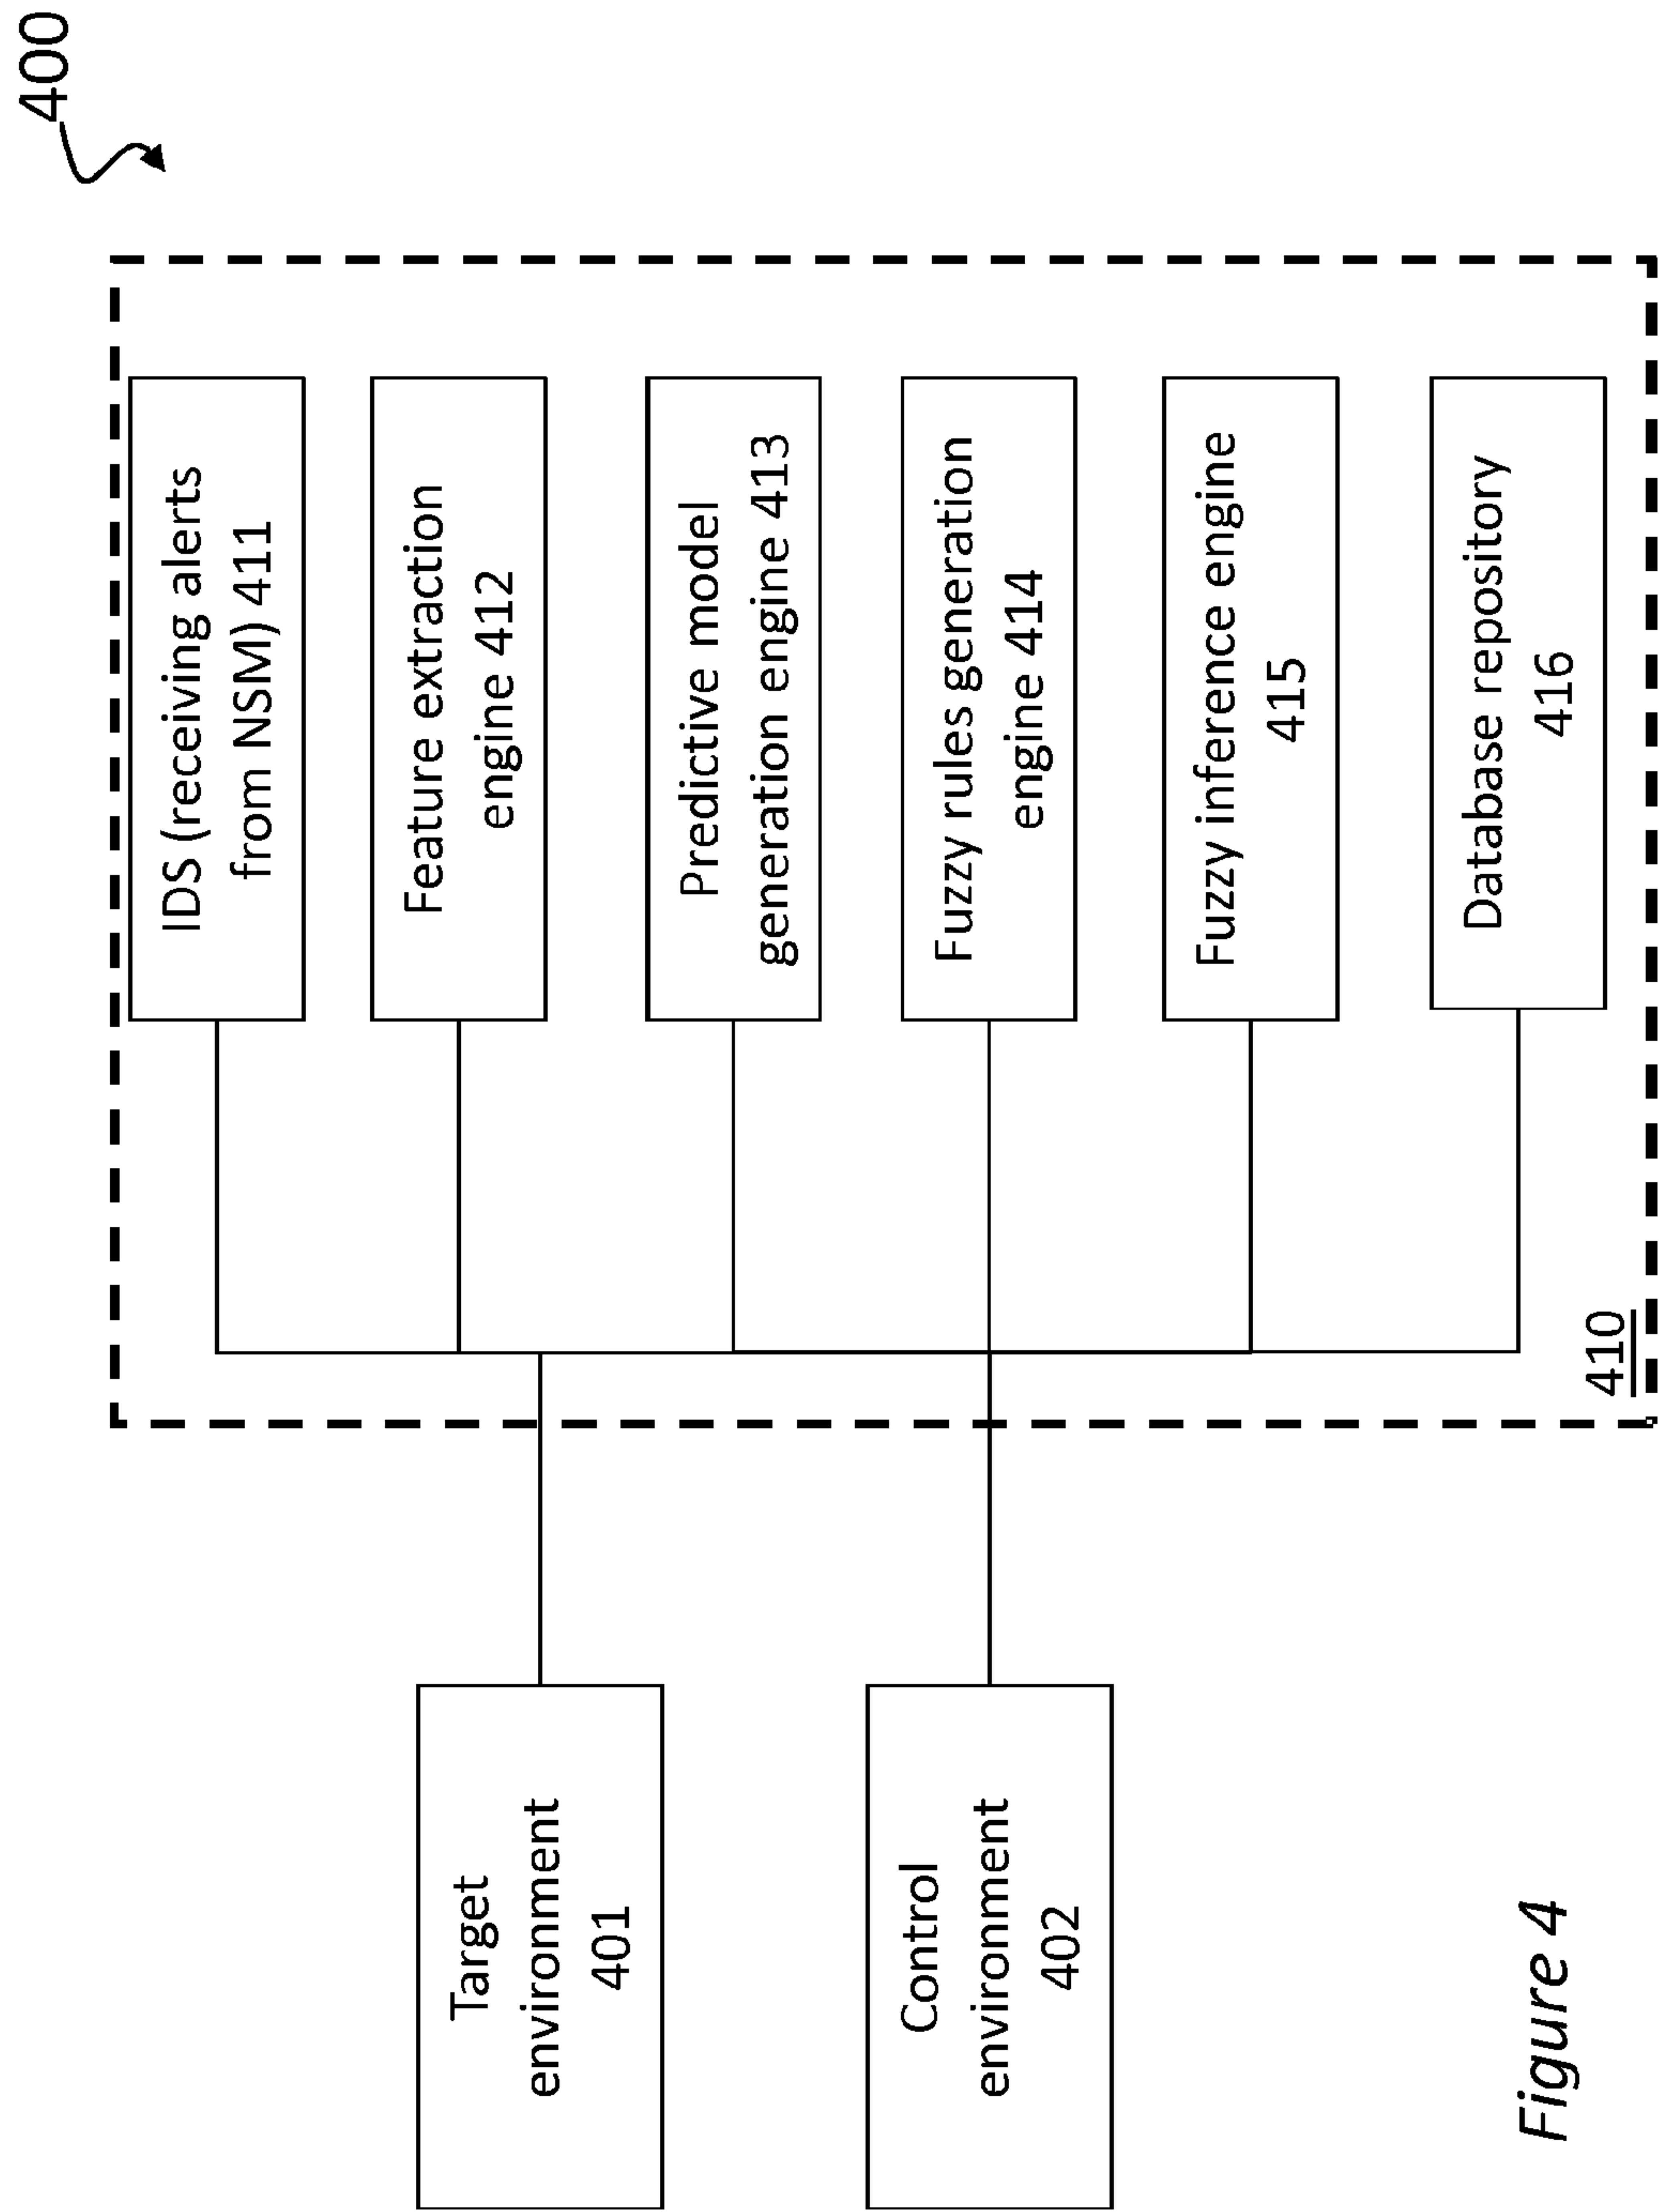 400
Target
environment
401
Control
environment
402
IDS (receiving alerts
from NSM) 411
Feature extraction
engine 412
Predictive model
generation engine 413
Fuzzy rules generation
engine 414
Fuzzy inference engine
415
Database repository
416
410
Figure 4